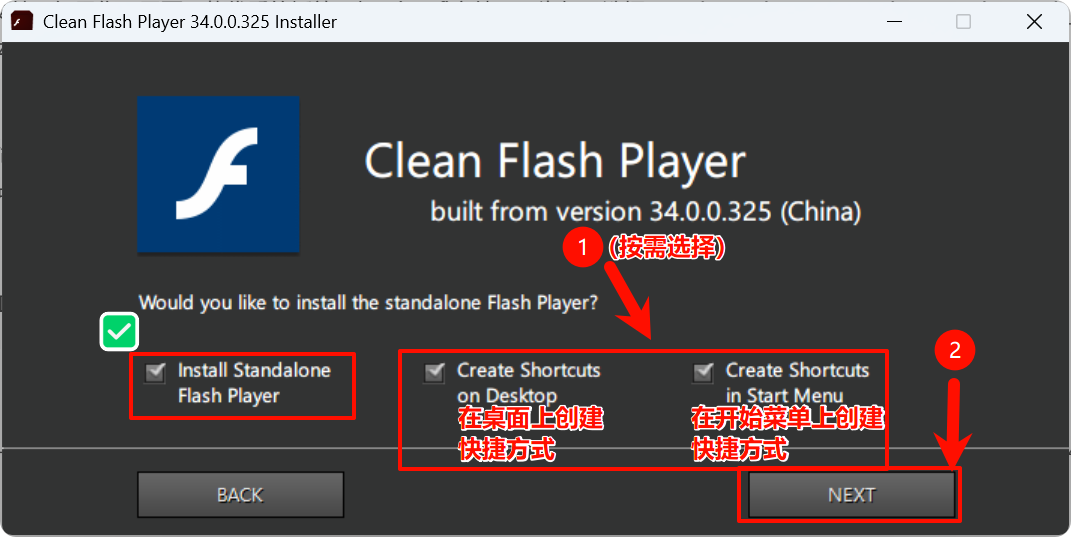 Clean Flash Player 34.0.0.325 Installer
Clean Flash Player
built from version 34.0.0.325 (China)
1
(按需选择)
Would you like to install the standalone Flash Player?
2
Install Standalone
Flash Player
Create Shortcuts
on Desktop
在桌面上创建
快捷方式
Create Shortcuts
in Start Menu
在开始菜单上创建
快捷方式
BACK
NEXT